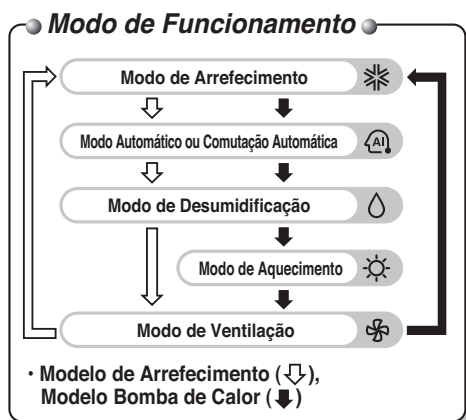 Modo de Funcionamento
Modo de Arrefecimento
Modo Automático ou Comutação Automática
AI
Modo de Desumidificação
Modo de Aquecimento
Modo de Ventilação
· Modelo de Arrefecimento (⇩),
Modelo Bomba de Calor (⬇)